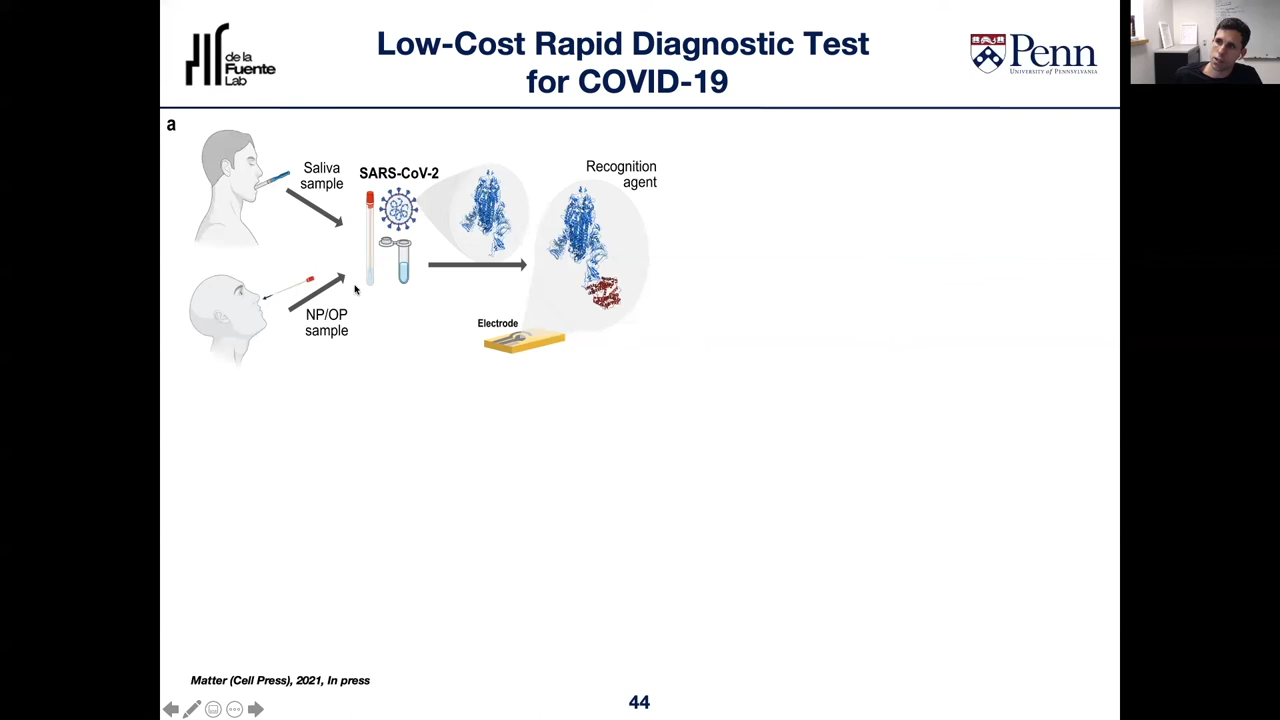 de la
Fuente
Lab
Low-Cost Rapid Diagnostic Test
for COVID-19
Penn
UNIVERSITY of PENNSYLVANIA
a
Saliva
sample
SARS-CoV-2
Recognition
agent
NP/OP
sample
Electrode
Matter (Cell Press), 2021, In press
44